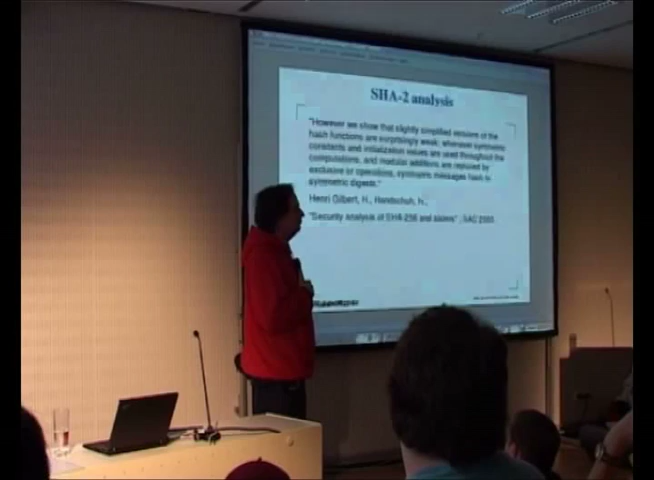 SHA-2 analysis
"However we show that slightly simplified versions of the
hash functions are surprisingly weak: whenever symmetric
constants and initialization values are used throughout the
computations, and modular additions are replaced by
exclusive or operations, symmetric messages hash to
symmetric digests."
Henri Gilbert, H., Handschuh, H.,
"Security analysis of SHA-256 and sisters", SAC 2003.